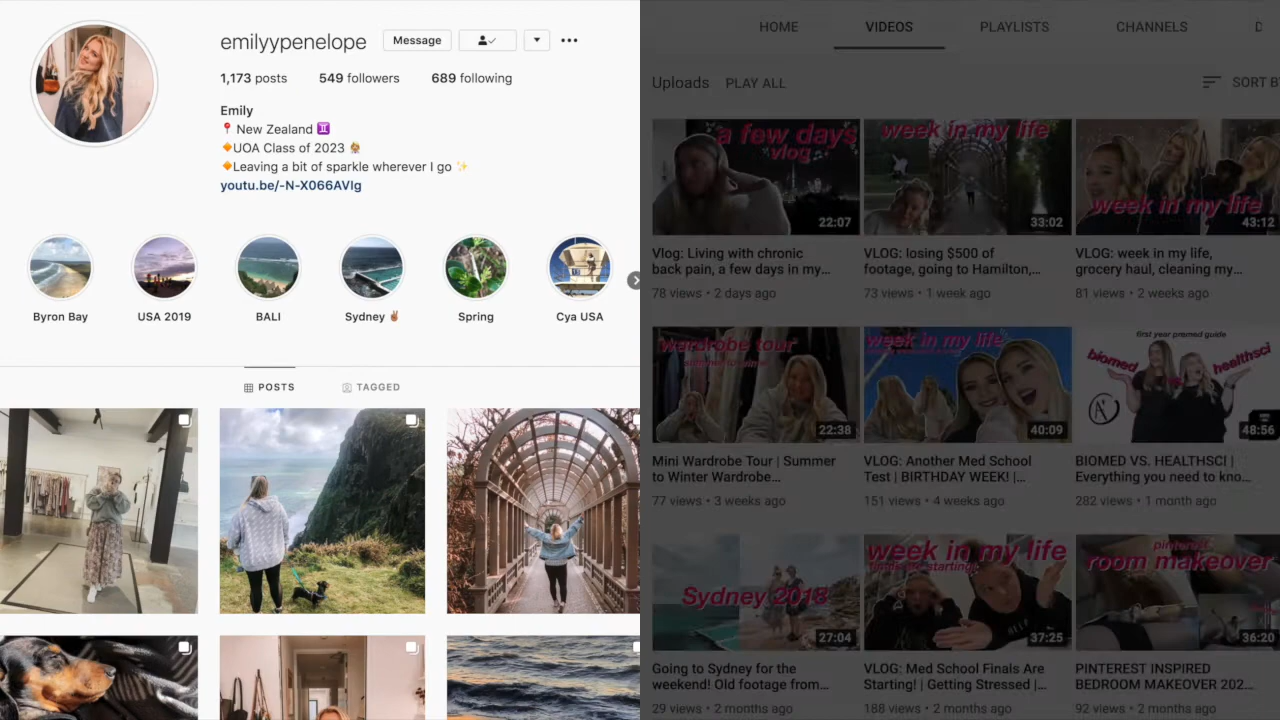 emilyypenelope
Message
1,173 posts 549 followers 689 following
Emily
📍 New Zealand ♊
🔸UOA Class of 2023 👩🏼‍🎓
🔸Leaving a bit of sparkle wherever I go ✨
youtu.be/-N-X066AVIg
Byron Bay
USA 2019
BALI
Sydney ✌🏽
Spring
Cya USA
POSTS
TAGGED
HOME
VIDEOS
PLAYLISTS
CHANNELS
D
Uploads
PLAY ALL
SORT B
a few days
vlog
22:07
Vlog: Living with chronic
back pain, a few days in my...
78 views • 2 days ago
week in my life
33:02
VLOG: losing $500 of
footage, going to Hamilton,...
73 views • 1 week ago
week in my life
43:12
VLOG: week in my life,
grocery haul, cleaning my...
81 views • 2 weeks ago
wardrobe tour
summer to winter
22:38
Mini Wardrobe Tour | Summer
to Winter Wardrobe...
77 views • 3 weeks ago
week in my life
40:09
VLOG: Another Med School
Test | BIRTHDAY WEEK! |...
151 views • 4 weeks ago
first year premed guide
biomed
healthsci
A+
48:56
BIOMED VS. HEALTHSCI |
Everything you need to kno...
282 views • 1 month ago
Sydney 2018
27:04
Going to Sydney for the
weekend! Old footage from...
29 views • 2 months ago
week in my life
finals are starting!
37:25
VLOG: Med School Finals Are
Starting! | Getting Stressed |...
188 views • 2 months ago
pinterest
room makeover
36:20
PINTEREST INSPIRED
BEDROOM MAKEOVER 202...
92 views • 2 months ago